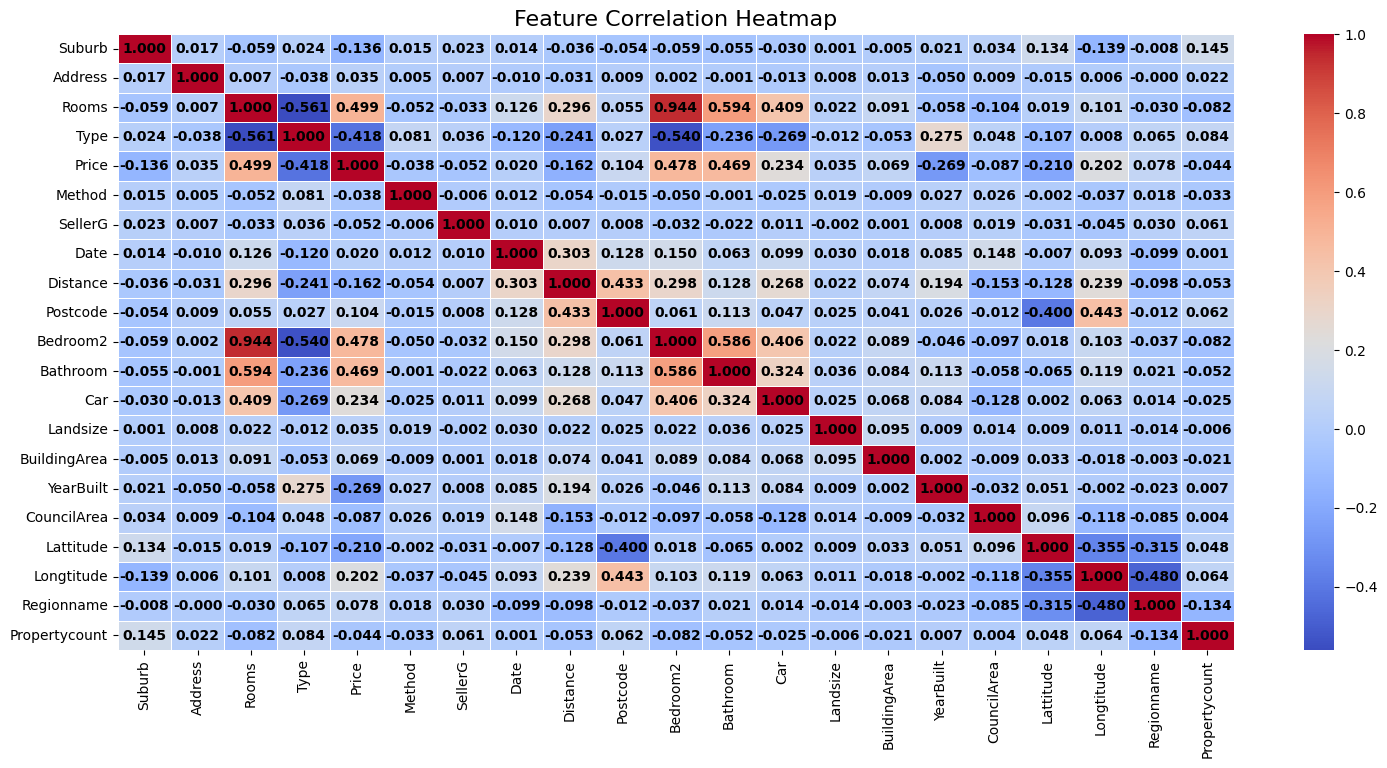 Feature Correlation Heatmap
Suburb 1.000 0.017 -0.059 0.024 -0.136 0.015 0.023 0.014 -0.036 -0.054 -0.059 -0.055 -0.030 0.001 -0.005 0.021 0.034 0.134 -0.139 -0.008 0.145
Address 0.017 1.000 0.007 -0.038 0.035 0.005 0.007 -0.010 -0.031 0.009 0.002 -0.001 -0.013 0.008 0.013 -0.050 0.009 -0.015 0.006 -0.000 0.022
Rooms -0.059 0.007 1.000 -0.561 0.499 -0.052 -0.033 0.126 0.296 0.055 0.944 0.594 0.409 0.022 0.091 -0.058 -0.104 0.019 0.101 -0.030 -0.082
Type 0.024 -0.038 -0.561 1.000 -0.418 0.081 0.036 -0.120 -0.241 0.027 -0.540 -0.236 -0.269 -0.012 -0.053 0.275 0.048 -0.107 0.008 0.065 0.084
Price -0.136 0.035 0.499 -0.418 1.000 -0.038 -0.052 0.020 -0.162 0.104 0.478 0.469 0.234 0.035 0.069 -0.269 -0.087 -0.210 0.202 0.078 -0.044
Method 0.015 0.005 -0.052 0.081 -0.038 1.000 -0.006 0.012 -0.054 -0.015 -0.050 -0.001 -0.025 0.019 -0.009 0.027 0.026 -0.002 -0.037 0.018 -0.033
SellerG 0.023 0.007 -0.033 0.036 -0.052 -0.006 1.000 0.010 0.007 0.008 -0.032 -0.022 0.011 -0.002 0.001 0.008 0.019 -0.031 -0.045 0.030 0.061
Date 0.014 -0.010 0.126 -0.120 0.020 0.012 0.010 1.000 0.303 0.128 0.150 0.063 0.099 0.030 0.018 0.085 0.148 -0.007 0.093 -0.099 0.001
Distance -0.036 -0.031 0.296 -0.241 -0.162 -0.054 0.007 0.303 1.000 0.433 0.298 0.128 0.268 0.022 0.074 0.194 -0.153 -0.128 0.239 -0.098 -0.053
Postcode -0.054 0.009 0.055 0.027 0.104 -0.015 0.008 0.128 0.433 1.000 0.061 0.113 0.047 0.025 0.041 0.026 -0.012 -0.400 0.443 -0.012 0.062
Bedroom2 -0.059 0.002 0.944 -0.540 0.478 -0.050 -0.032 0.150 0.298 0.061 1.000 0.586 0.406 0.022 0.089 -0.046 -0.097 0.018 0.103 -0.037 -0.082
Bathroom -0.055 -0.001 0.594 -0.236 0.469 -0.001 -0.022 0.063 0.128 0.113 0.586 1.000 0.324 0.036 0.084 0.113 -0.058 -0.065 0.119 0.021 -0.052
Car -0.030 -0.013 0.409 -0.269 0.234 -0.025 0.011 0.099 0.268 0.047 0.406 0.324 1.000 0.025 0.068 0.084 -0.128 0.002 0.063 0.014 -0.025
Landsize 0.001 0.008 0.022 -0.012 0.035 0.019 -0.002 0.030 0.022 0.025 0.022 0.036 0.025 1.000 0.095 0.009 0.014 0.009 0.011 -0.014 -0.006
BuildingArea -0.005 0.013 0.091 -0.053 0.069 -0.009 0.001 0.018 0.074 0.041 0.089 0.084 0.068 0.095 1.000 0.002 -0.009 0.033 -0.018 -0.003 -0.021
YearBuilt 0.021 -0.050 -0.058 0.275 -0.269 0.027 0.008 0.085 0.194 0.026 -0.046 0.113 0.084 0.009 0.002 1.000 -0.032 0.051 -0.002 -0.023 0.007
CouncilArea 0.034 0.009 -0.104 0.048 -0.087 0.026 0.019 0.148 -0.153 -0.012 -0.097 -0.058 -0.128 0.014 -0.009 -0.032 1.000 0.096 -0.118 -0.085 0.004
Lattitude 0.134 -0.015 0.019 -0.107 -0.210 -0.002 -0.031 -0.007 -0.128 -0.400 0.018 -0.065 0.002 0.009 0.033 0.051 0.096 1.000 -0.355 -0.315 0.048
Longtitude -0.139 0.006 0.101 0.008 0.202 -0.037 -0.045 0.093 0.239 0.443 0.103 0.119 0.063 0.011 -0.018 -0.002 -0.118 -0.355 1.000 -0.480 0.064
Regionname -0.008 -0.000 -0.030 0.065 0.078 0.018 0.030 -0.099 -0.098 -0.012 -0.037 0.021 0.014 -0.014 -0.003 -0.023 -0.085 -0.315 -0.480 1.000 -0.134
Propertycount 0.145 0.022 -0.082 0.084 -0.044 -0.033 0.061 0.001 -0.053 0.062 -0.082 -0.052 -0.025 -0.006 -0.021 0.007 0.004 0.048 0.064 -0.134 1.000
Suburb Address Rooms Type Price Method SellerG Date Distance Postcode Bedroom2 Bathroom Car Landsize BuildingArea YearBuilt CouncilArea Lattitude Longtitude Regionname Propertycount
1.0
0.8
0.6
0.4
0.2
0.0
−0.2
−0.4